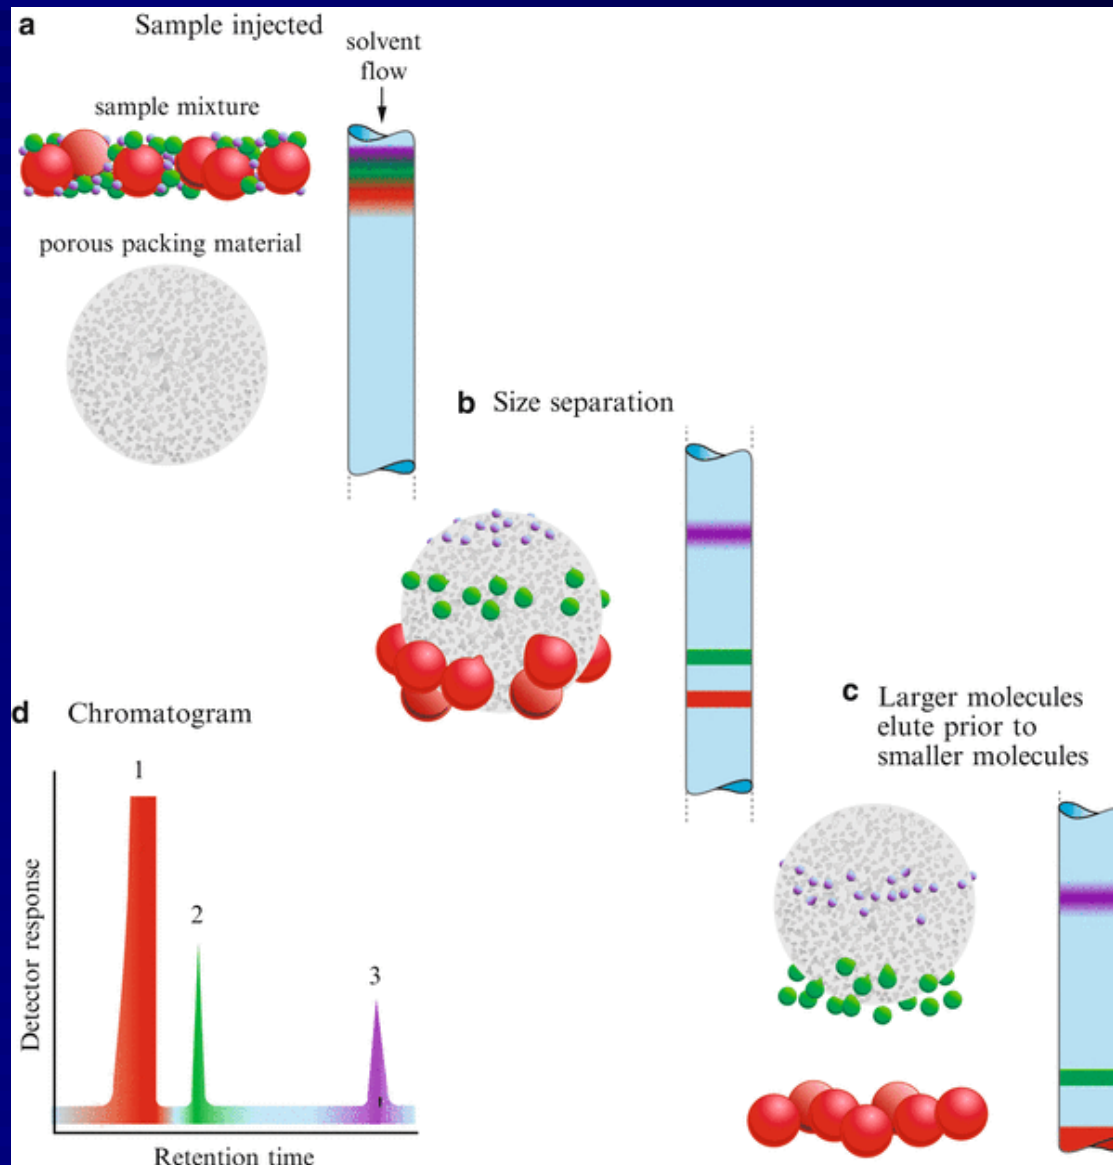 a Sample injected
solvent
flow
sample mixture
porous packing material
b Size separation
c Larger molecules
elute prior to
smaller molecules
d Chromatogram
1
2
3
Detector response
Retention time